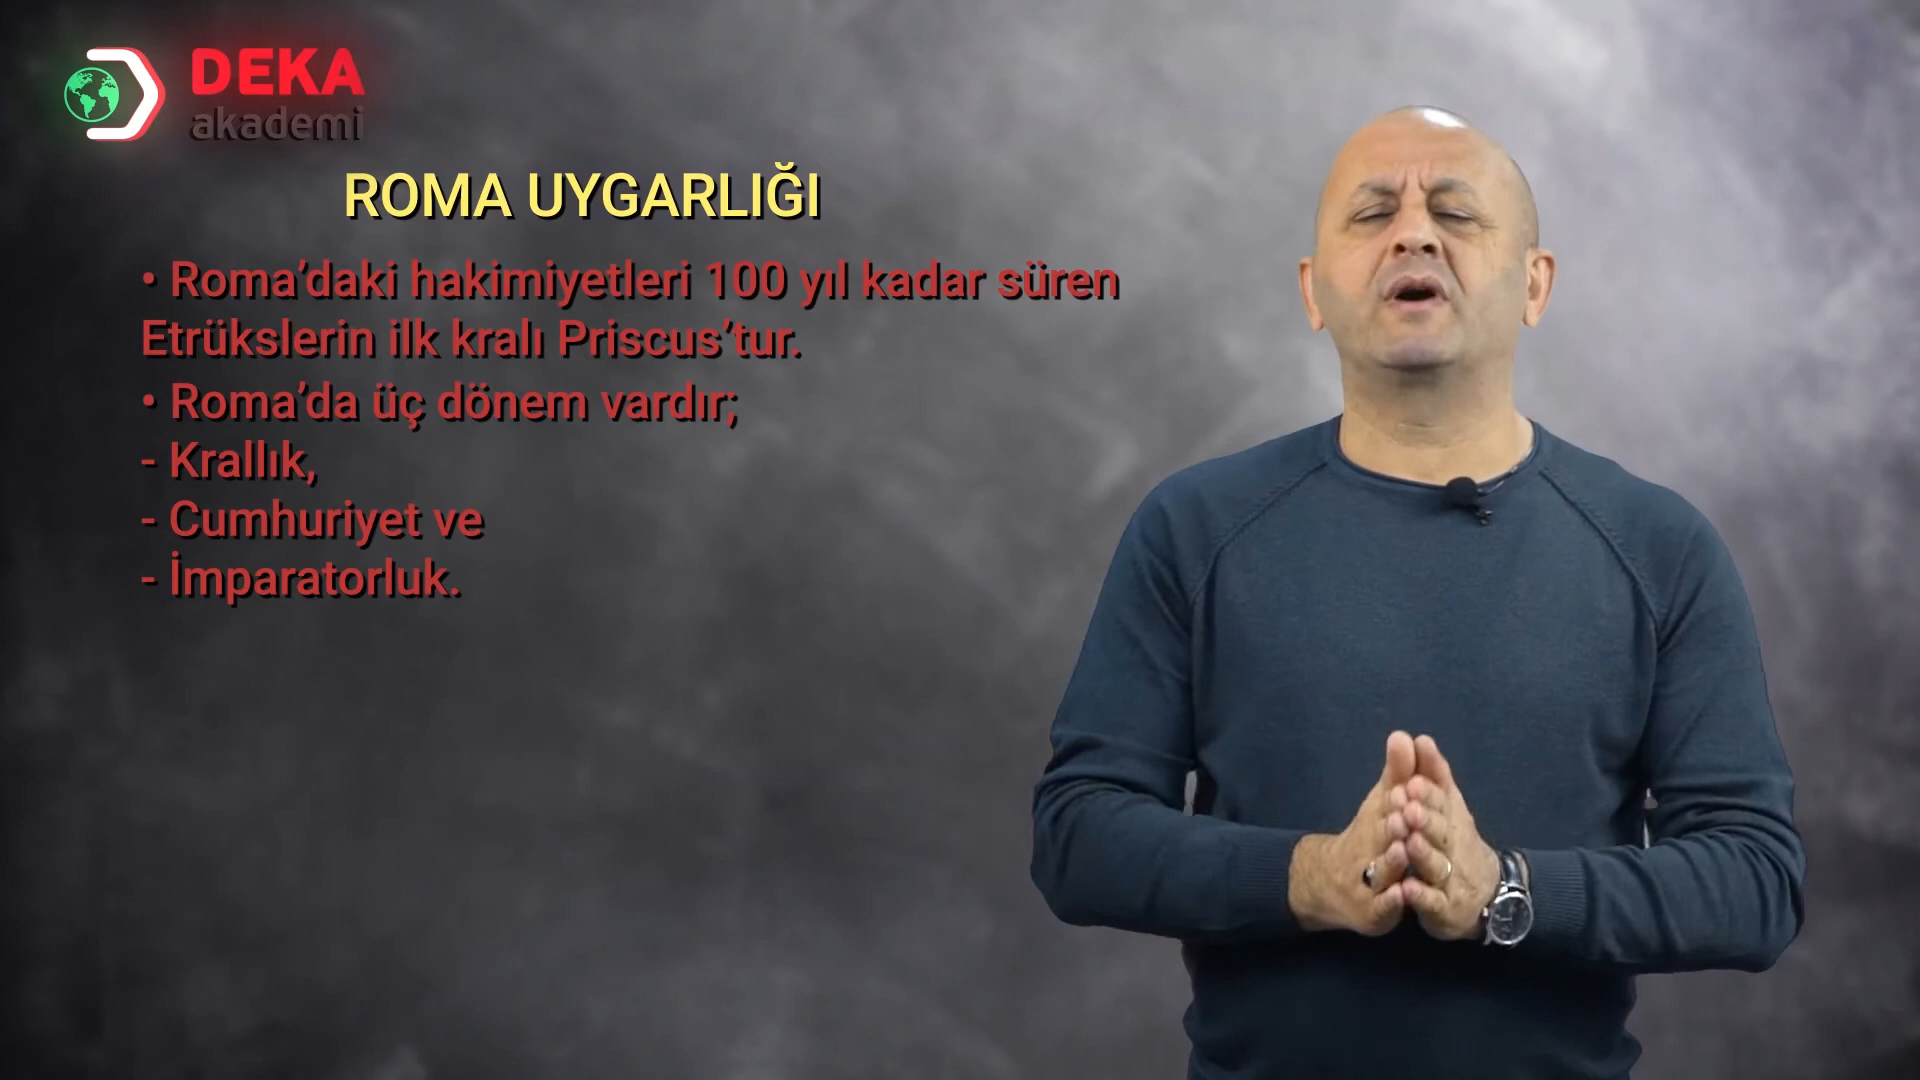 DEKA
akademi
ROMA UYGARLIĞI
• Roma’daki hakimiyetleri 100 yıl kadar süren
Etrükslerin ilk kralı Priscus’tur.
• Roma’da üç dönem vardır;
- Krallık,
- Cumhuriyet ve
- İmparatorluk.